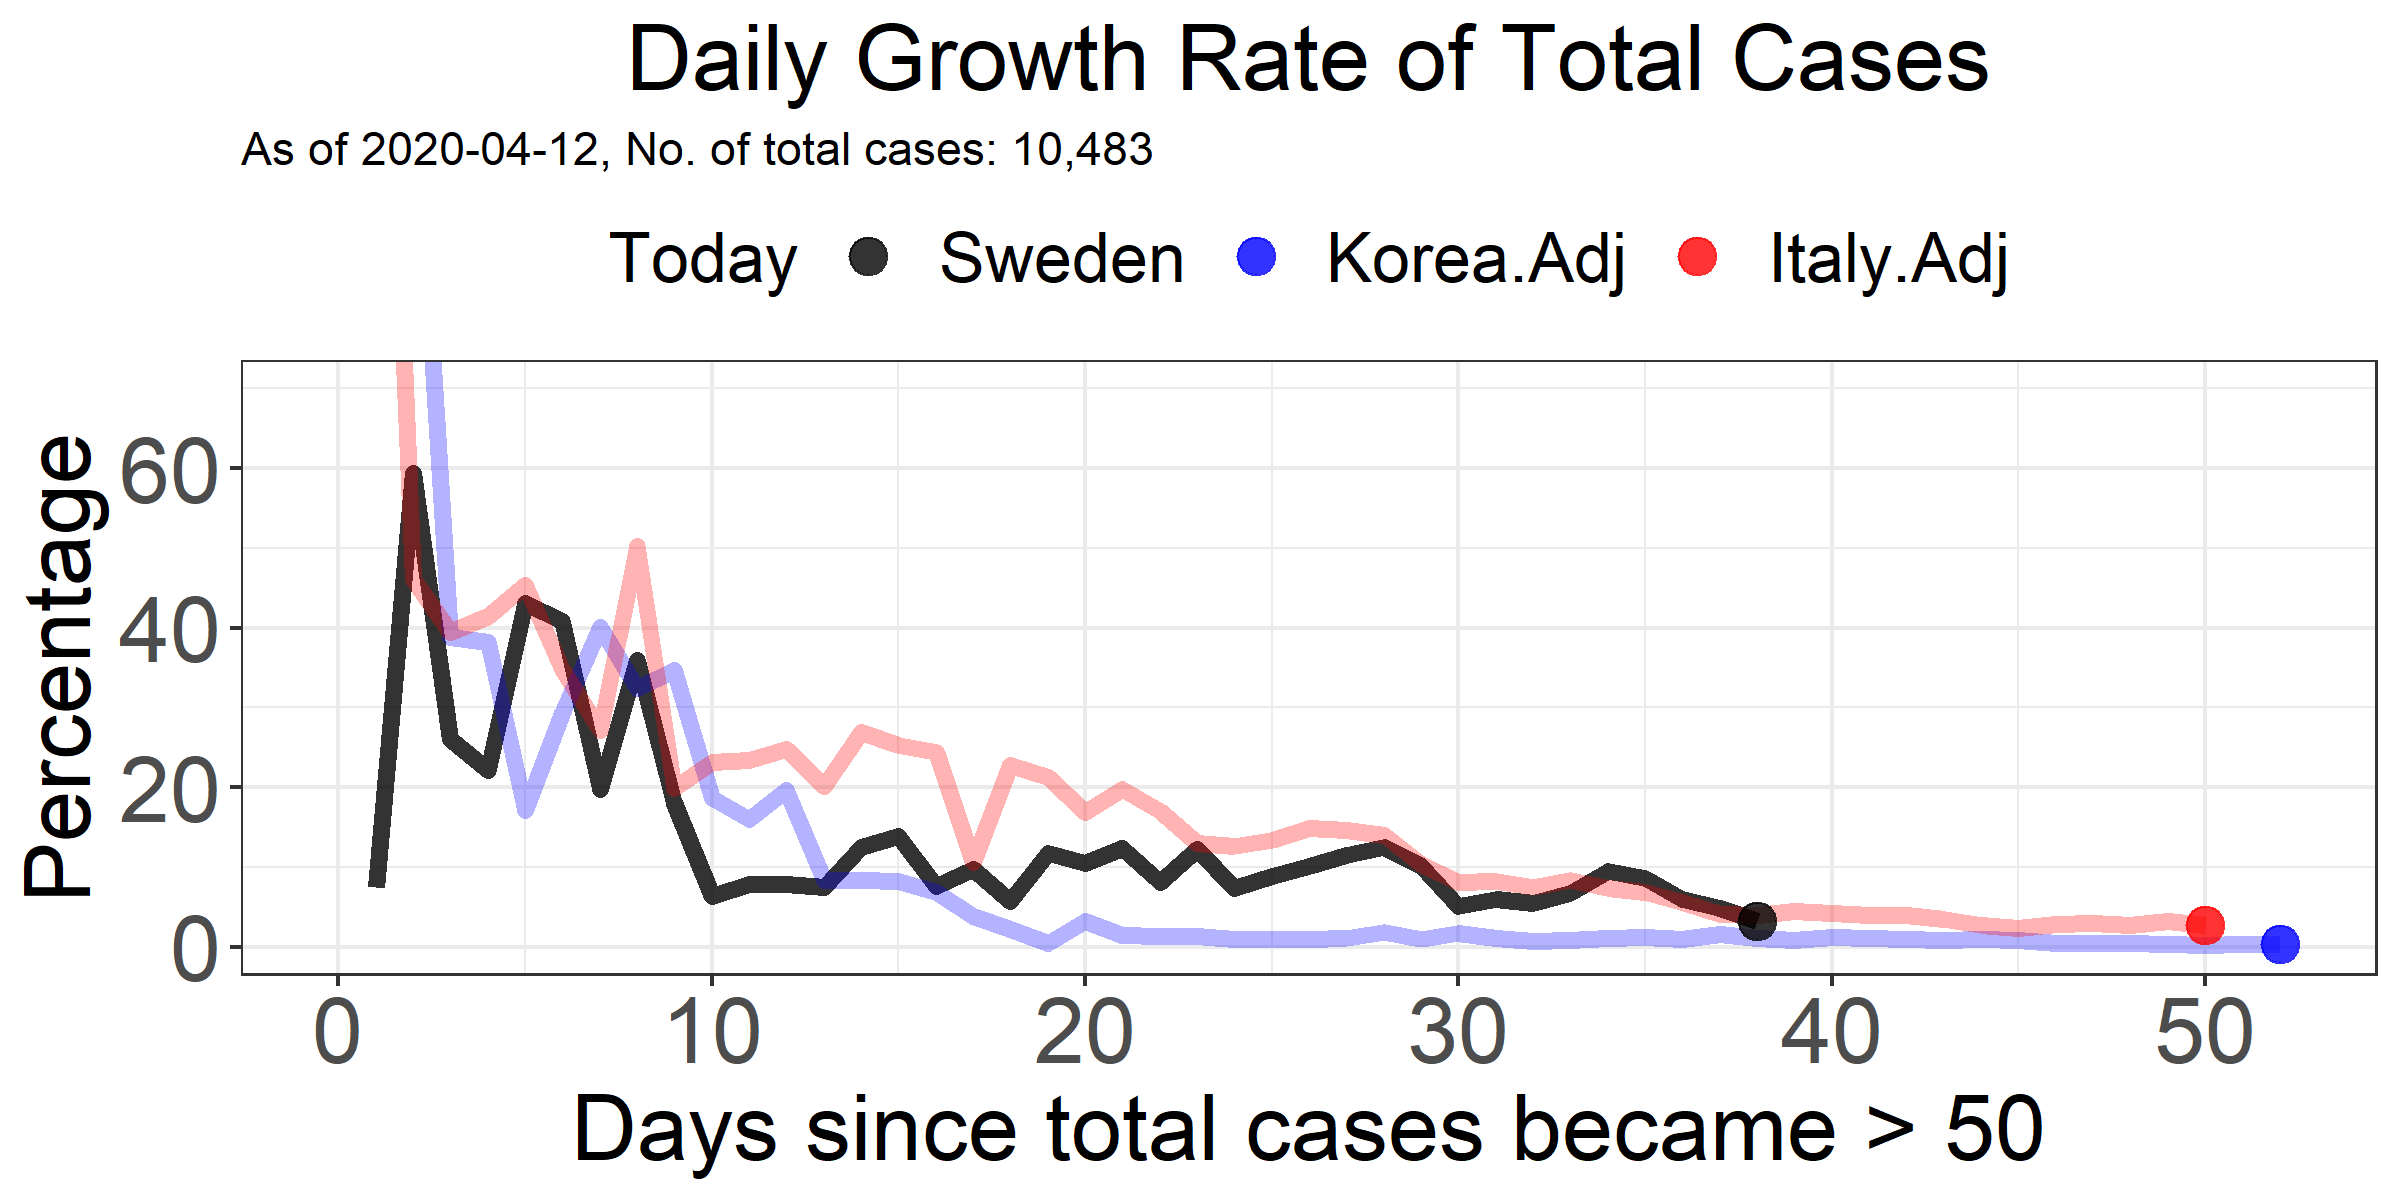 Daily Growth Rate of Total Cases
As of 2020-04-12, No. of total cases: 10,483
Today Sweden Korea.Adj Italy.Adj
Percentage
60
40
20
0
0 10 20 30 40 50
Days since total cases became > 50